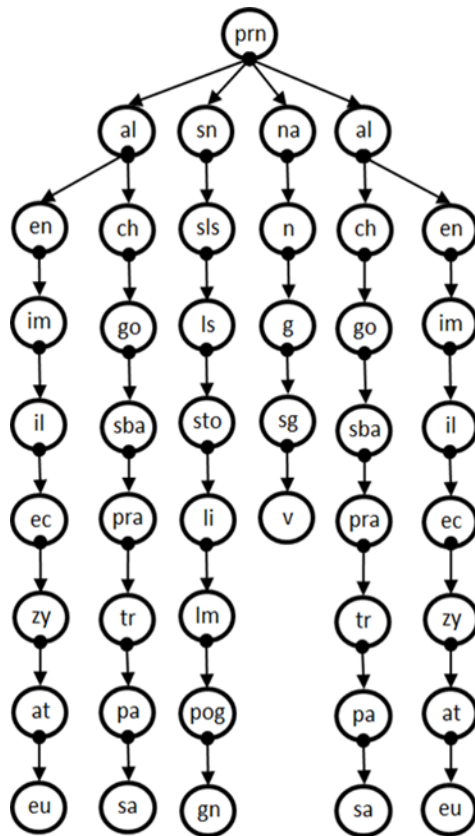 prn
al sn na al
en ch sls n ch en
im go ls g go im
il sba sto sg sba il
ec pra li v pra ec
zy tr lm tr zy
at pa pog pa at
eu sa gn sa eu